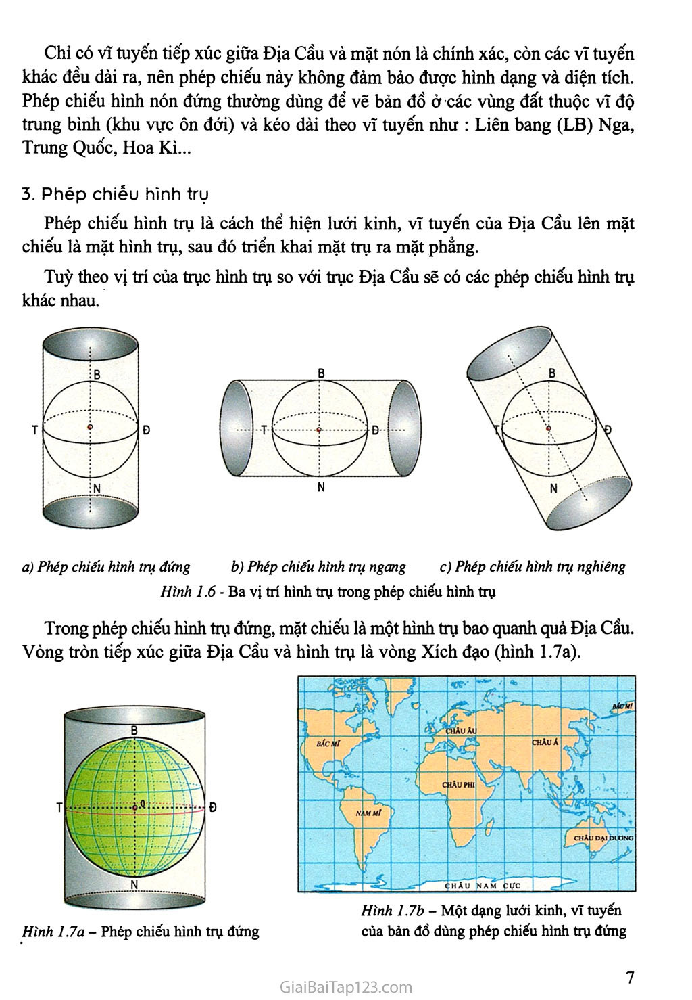 Chỉ có vĩ tuyến tiếp xúc giữa Địa Cầu và mặt nón là chính xác, còn các vĩ tuyến
khác đều dài ra, nên phép chiếu này không đảm bảo được hình dạng và diện tích.
Phép chiếu hình nón đứng thường dùng để vẽ bản đồ ở các vùng đất thuộc vĩ độ
trung bình (khu vực ôn đới) và kéo dài theo vĩ tuyến như : Liên bang (LB) Nga,
Trung Quốc, Hoa Kì...
3. Phép chiếu hình trụ
Phép chiếu hình trụ là cách thể hiện lưới kinh, vĩ tuyến của Địa Cầu lên mặt
chiếu là mặt hình trụ, sau đó triển khai mặt trụ ra mặt phẳng.
Tuỳ theo vị trí của trục hình trụ so với trục Địa Cầu sẽ có các phép chiếu hình trụ
khác nhau.
B
T
Đ
N
B
T
Đ
N
B
T
Đ
N
a) Phép chiếu hình trụ đứng
b) Phép chiếu hình trụ ngang
c) Phép chiếu hình trụ nghiêng
Hình 1.6 - Ba vị trí hình trụ trong phép chiếu hình trụ
Trong phép chiếu hình trụ đứng, mặt chiếu là một hình trụ bao quanh quả Địa Cầu.
Vòng tròn tiếp xúc giữa Địa Cầu và hình trụ là vòng Xích đạo (hình 1.7a).
B
T
0
Đ
N
BẮC MĨ
CHÂU ÂU
BẮC MĨ
CHÂU Á
CHÂU PHI
NAM MĨ
CHÂU ĐẠI DƯƠNG
CHÂU NAM CỰC
Hình 1.7a – Phép chiếu hình trụ đứng
Hình 1.7b – Một dạng lưới kinh, vĩ tuyến
của bản đồ dùng phép chiếu hình trụ đứng
7
GiaiBaiTap123.com